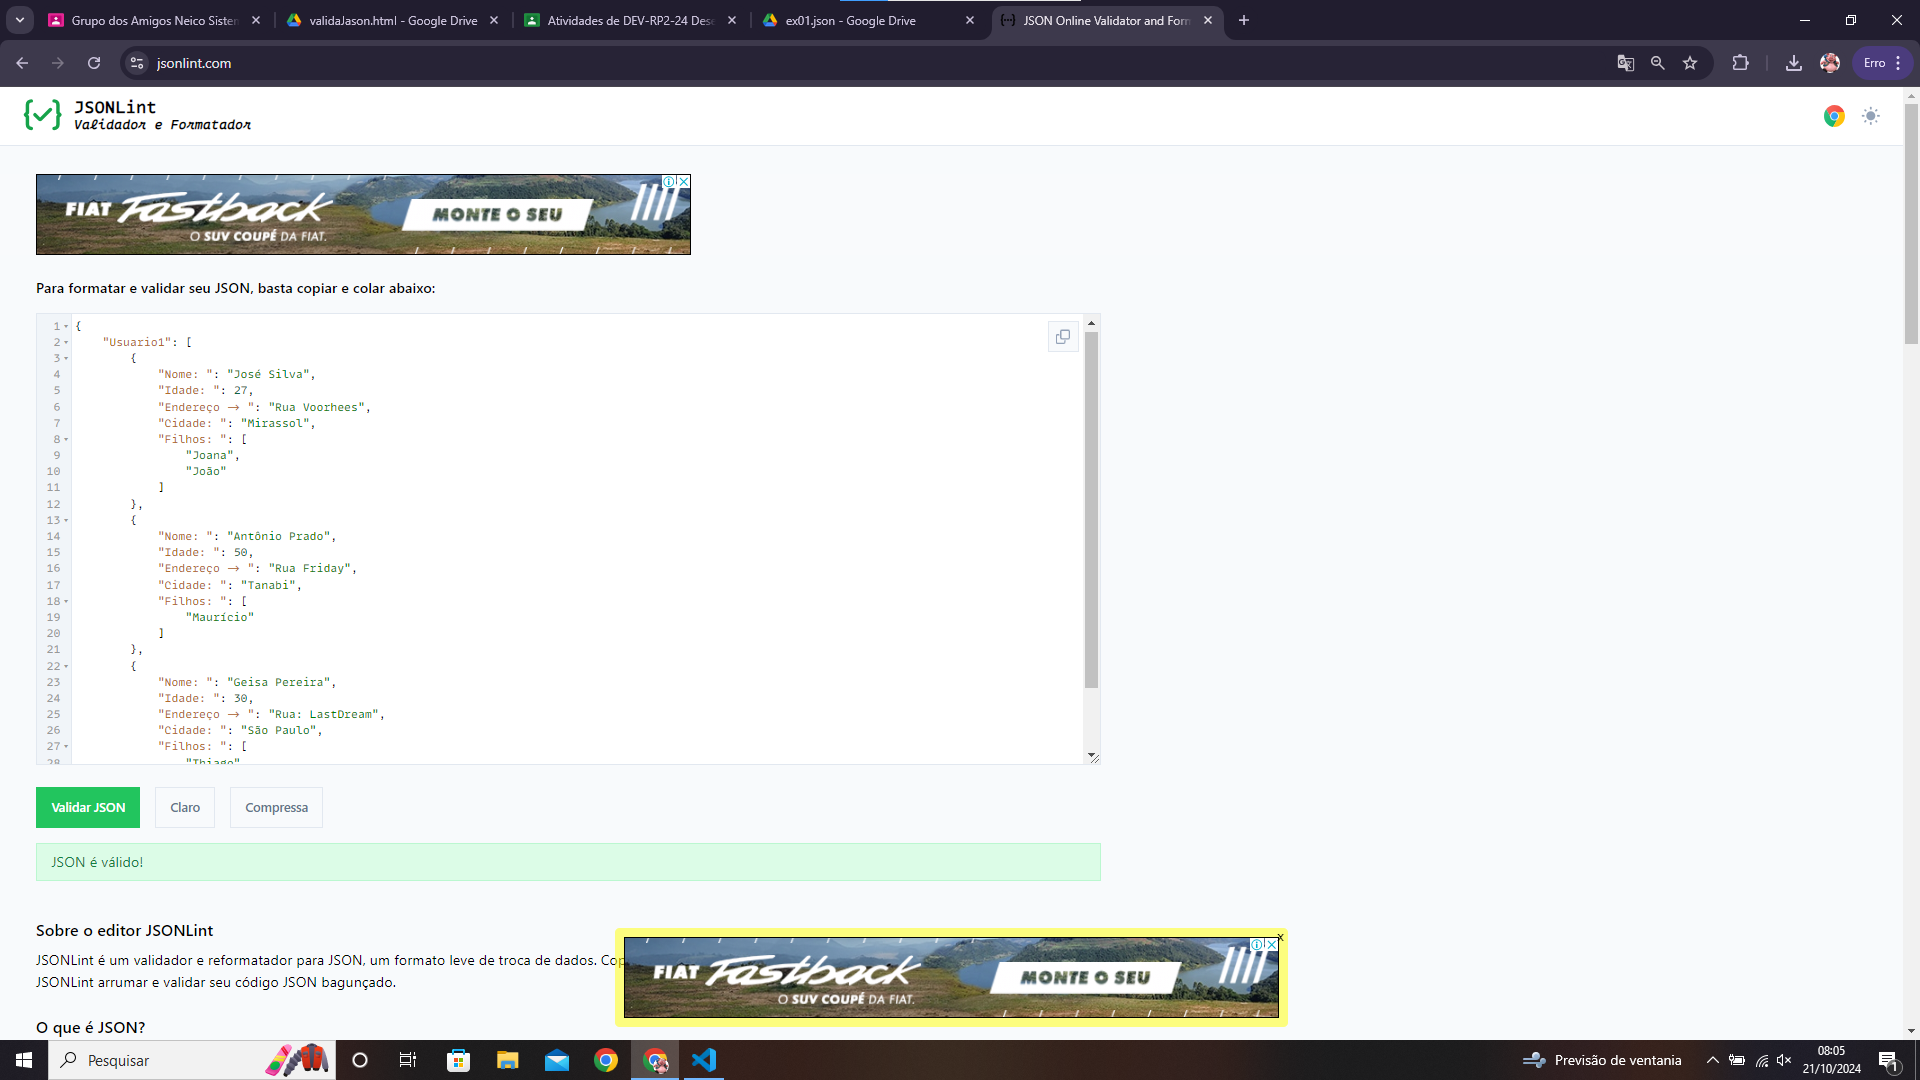 Grupo dos Amigos Neico Sister
validaJason.html - Google Drive
Atividades de DEV-RP2-24 Dese
ex01.json - Google Drive
JSON Online Validator and Forn
jsonlint.com
Erro
JSONLint
Validador e Formatador
FIAT Fastback
O SUV COUPÉ DA FIAT.
MONTE O SEU
Para formatar e validar seu JSON, basta copiar e colar abaixo:
1 {
2 "Usuario1": [
3 {
4 "Nome: ": "José Silva",
5 "Idade: ": 27,
6 "Endereço -> ": "Rua Voorhees",
7 "Cidade: ": "Mirassol",
8 "Filhos: ": [
9 "Joana",
10 "João"
11 ]
12 },
13 {
14 "Nome: ": "Antônio Prado",
15 "Idade: ": 50,
16 "Endereço -> ": "Rua Friday",
17 "Cidade: ": "Tanabi",
18 "Filhos: ": [
19 "Maurício"
20 ]
21 },
22 {
23 "Nome: ": "Geisa Pereira",
24 "Idade: ": 30,
25 "Endereço -> ": "Rua: LastDream",
26 "Cidade: ": "São Paulo",
27 "Filhos: ": [
28 "Thiago"
Validar JSON
Claro
Compressa
JSON é válido!
Sobre o editor JSONLint
JSONLint é um validador e reformatador para JSON, um formato leve de troca de dados. Cop
JSONLint arrumar e validar seu código JSON bagunçado.
x
FIAT Fastback
O SUV COUPÉ DA FIAT.
MONTE O SEU
O que é JSON?
Pesquisar
Previsão de ventania
08:05
21/10/2024
1